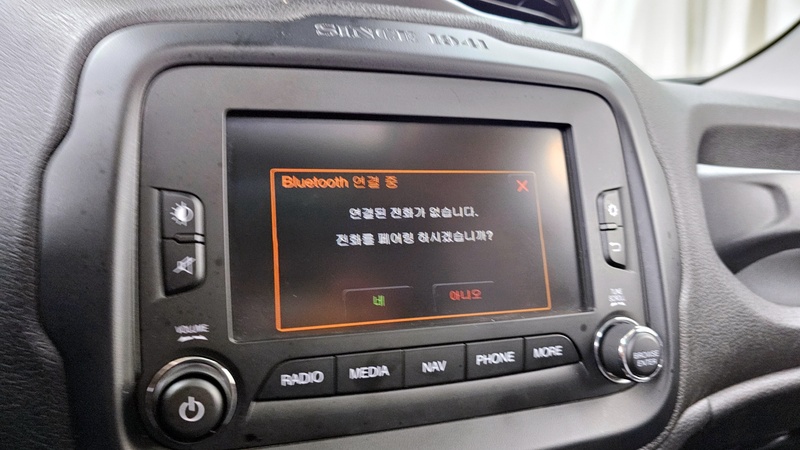 SINCE 1941
Bluetooth 연결 중
연결된 전화가 없습니다.
전화를 페어링 하시겠습니까?
네
아니오
VOLUME
TUNE
SCROLL
RADIO
MEDIA
NAV
PHONE
MORE
BROWSE
ENTER